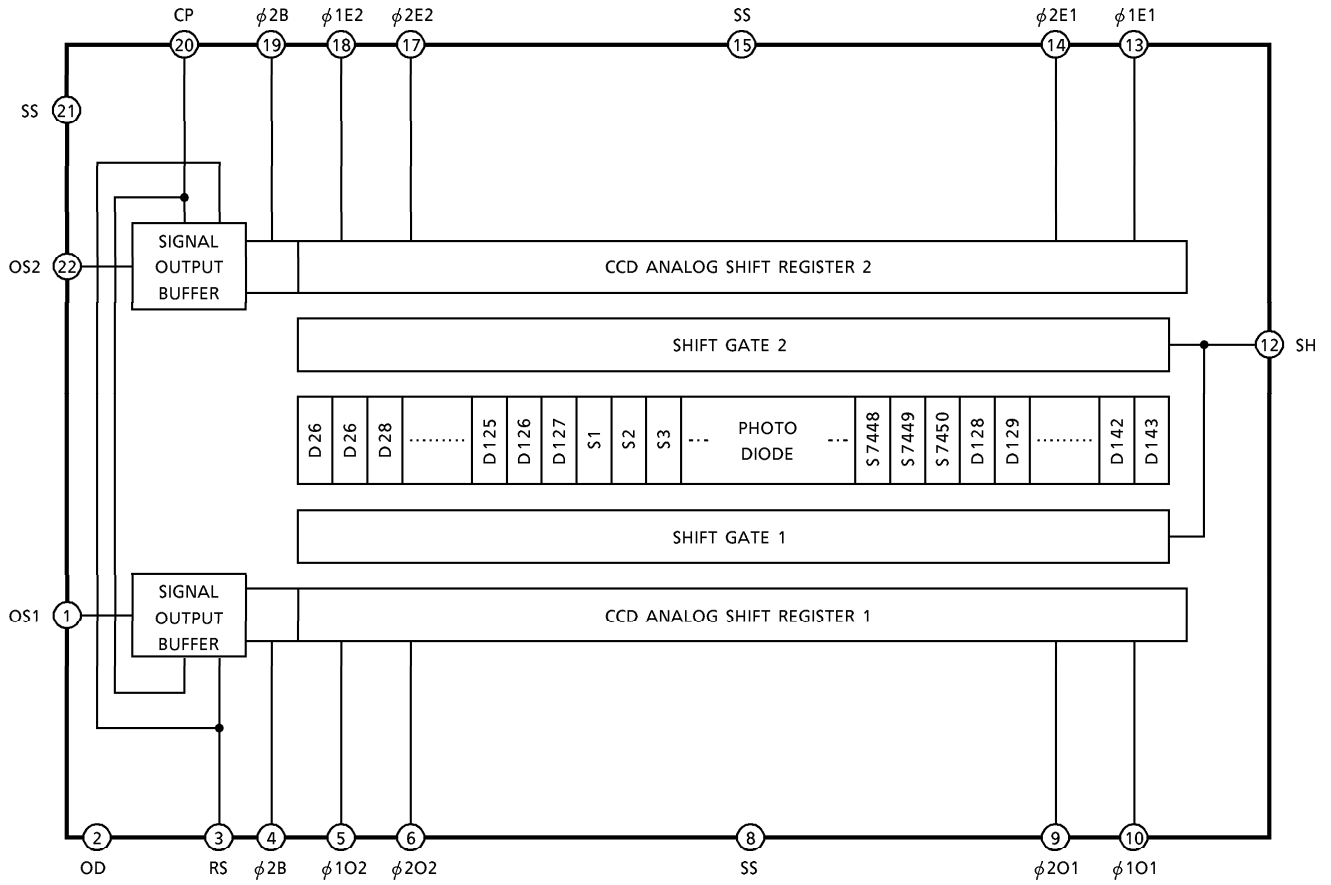 CP ϕ2B ϕ1E2 ϕ2E2 SS ϕ2E1 ϕ1E1
20 19 18 17 15 14 13
SS 21
SIGNAL
OUTPUT
BUFFER
OS2 22
CCD ANALOG SHIFT REGISTER 2
SHIFT GATE 2
12 SH
D26 D26 D28 ········· D125 D126 D127 S1 S2 S3 -·- PHOTO DIODE -·- S7448 S7449 S7450 D128 D129 ········· D142 D143
SHIFT GATE 1
SIGNAL
OUTPUT
BUFFER
OS1 1
CCD ANALOG SHIFT REGISTER 1
2 3 4 5 6 8 9 10
OD RS ϕ2B ϕ1O2 ϕ2O2 SS ϕ2O1 ϕ1O1